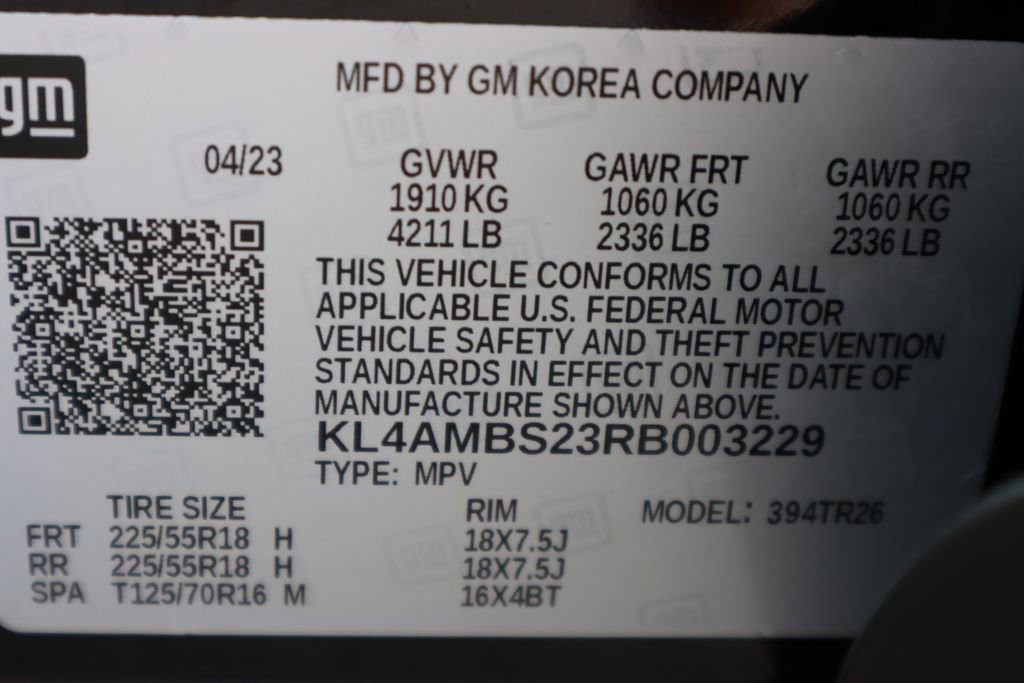 gm
MFD BY GM KOREA COMPANY
04/23 GVWR GAWR FRT GAWR RR
1910 KG 1060 KG 1060 KG
4211 LB 2336 LB 2336 LB
THIS VEHICLE CONFORMS TO ALL
APPLICABLE U.S. FEDERAL MOTOR
VEHICLE SAFETY AND THEFT PREVENTION
STANDARDS IN EFFECT ON THE DATE OF
MANUFACTURE SHOWN ABOVE.
KL4AMBS23RB003229
TYPE: MPV
TIRE SIZE RIM MODEL: 394TR26
FRT 225/55R18 H 18X7.5J
RR 225/55R18 H 18X7.5J
SPA T125/70R16 M 16X4BT